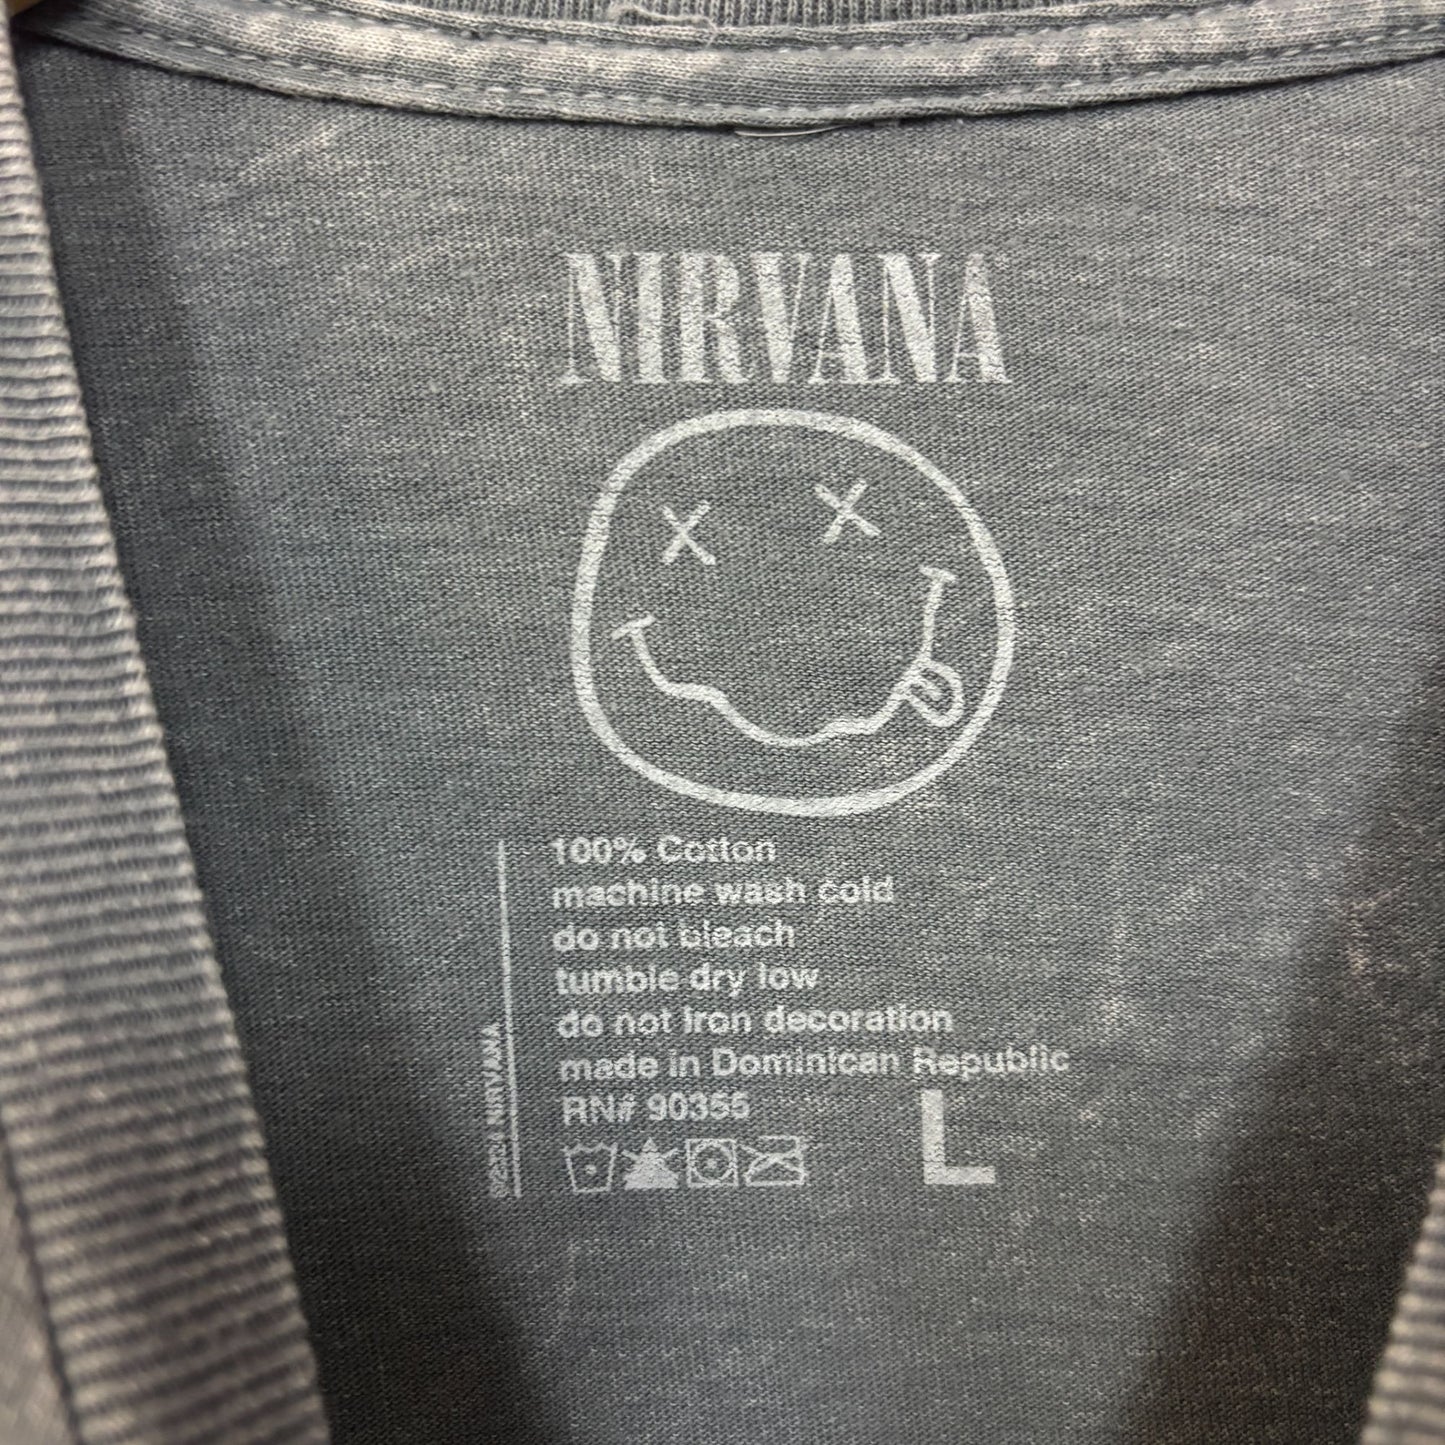 NIRVANA
100% Cotton
machine wash cold
do not bleach
tumble dry low
do not iron decoration
made in Dominican Republic
RN# 90355
L
NIRVANA